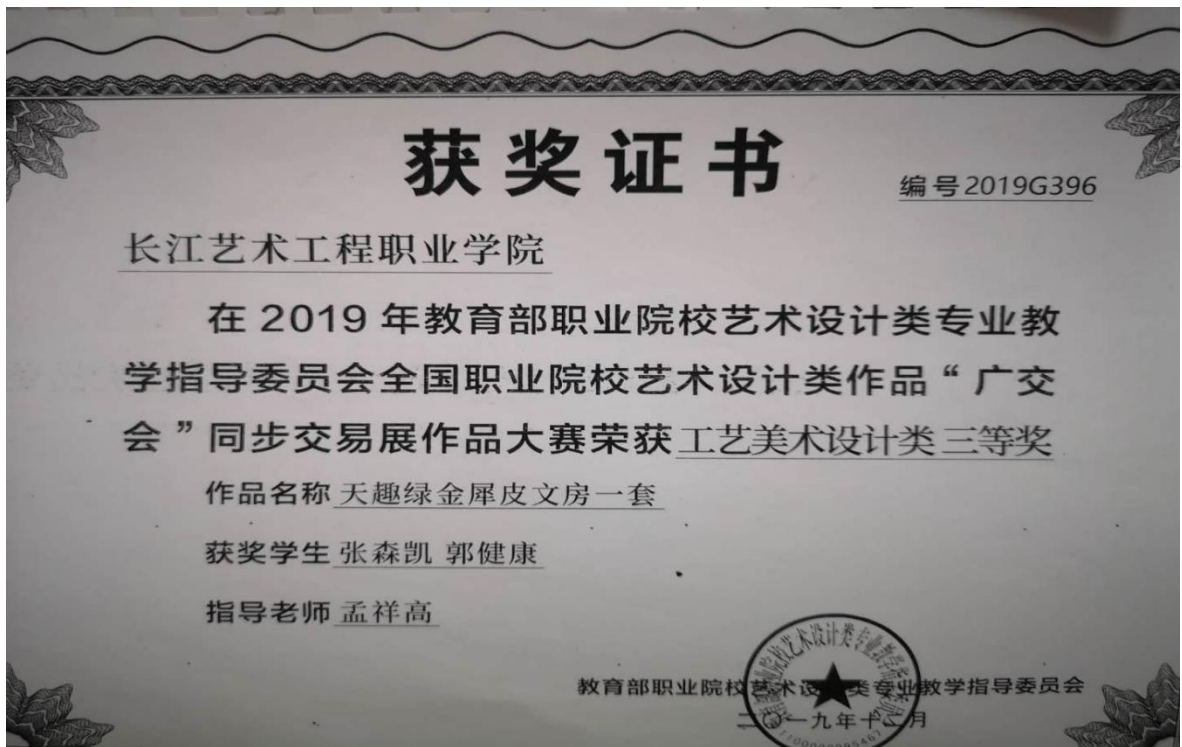 获奖证书
编号2019G396
长江艺术工程职业学院
在 2019 年教育部职业院校艺术设计类专业教
学指导委员会全国职业院校艺术设计类作品“广交
会”同步交易展作品大赛荣获 工艺美术设计类 三等奖
作品名称 天趣绿金犀皮文房一套
获奖学生 张森凯 郭健康
指导老师 孟祥高
教育部职业院校艺术设计类专业教学指导委员会
二〇一九年十 月